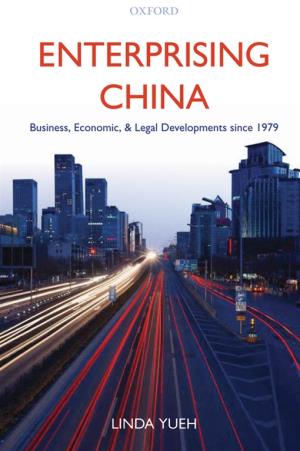 OXFORD
ENTERPRISING
CHINA
Business, Economic, & Legal Developments since 1979
LINDA YUEH